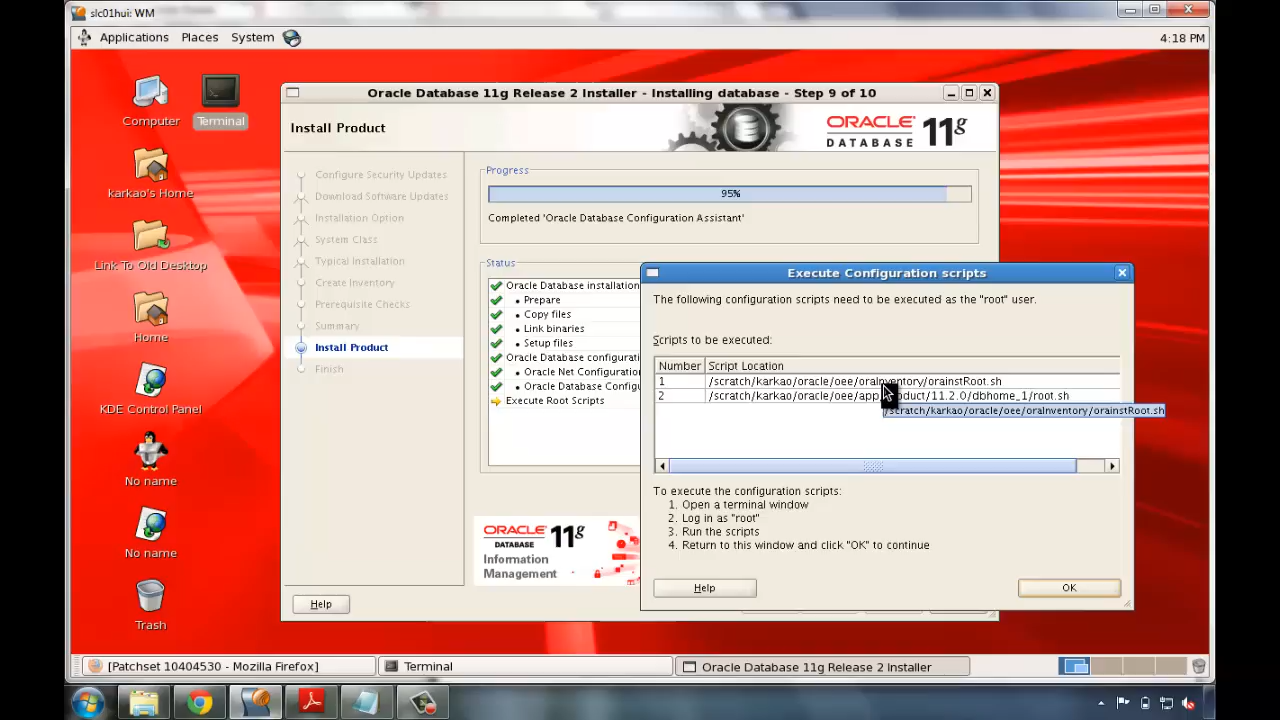 slc01hui: WM
Applications Places System
4:18 PM
Computer
Terminal
karkao's Home
Link To Old Desktop
Home
KDE Control Panel
No name
No name
Trash
Oracle Database 11g Release 2 Installer - Installing database - Step 9 of 10
Install Product
ORACLE
DATABASE
11g
Configure Security Updates
Download Software Updates
Installation Option
System Class
Typical Installation
Create Inventory
Prerequisite Checks
Summary
Install Product
Finish
Progress
95%
Completed 'Oracle Database Configuration Assistant'
Status
Oracle Database installation
• Prepare
• Copy files
• Link binaries
• Setup files
Oracle Database configurati
• Oracle Net Configuration
• Oracle Database Configu
Execute Root Scripts
ORACLE
DATABASE
11g
Information
Management
Help
Execute Configuration scripts
The following configuration scripts need to be executed as the "root" user.
Scripts to be executed:
Number Script Location
1 /scratch/karkao/oracle/oee/oraInventory/orainstRoot.sh
2 /scratch/karkao/oracle/oee/app/product/11.2.0/dbhome_1/root.sh
/scratch/karkao/oracle/oee/oraInventory/orainstRoot.sh
To execute the configuration scripts:
1. Open a terminal window
2. Log in as "root"
3. Run the scripts
4. Return to this window and click "OK" to continue
Help
OK
[Patchset 10404530 - Mozilla Firefox]
Terminal
Oracle Database 11g Release 2 Installer